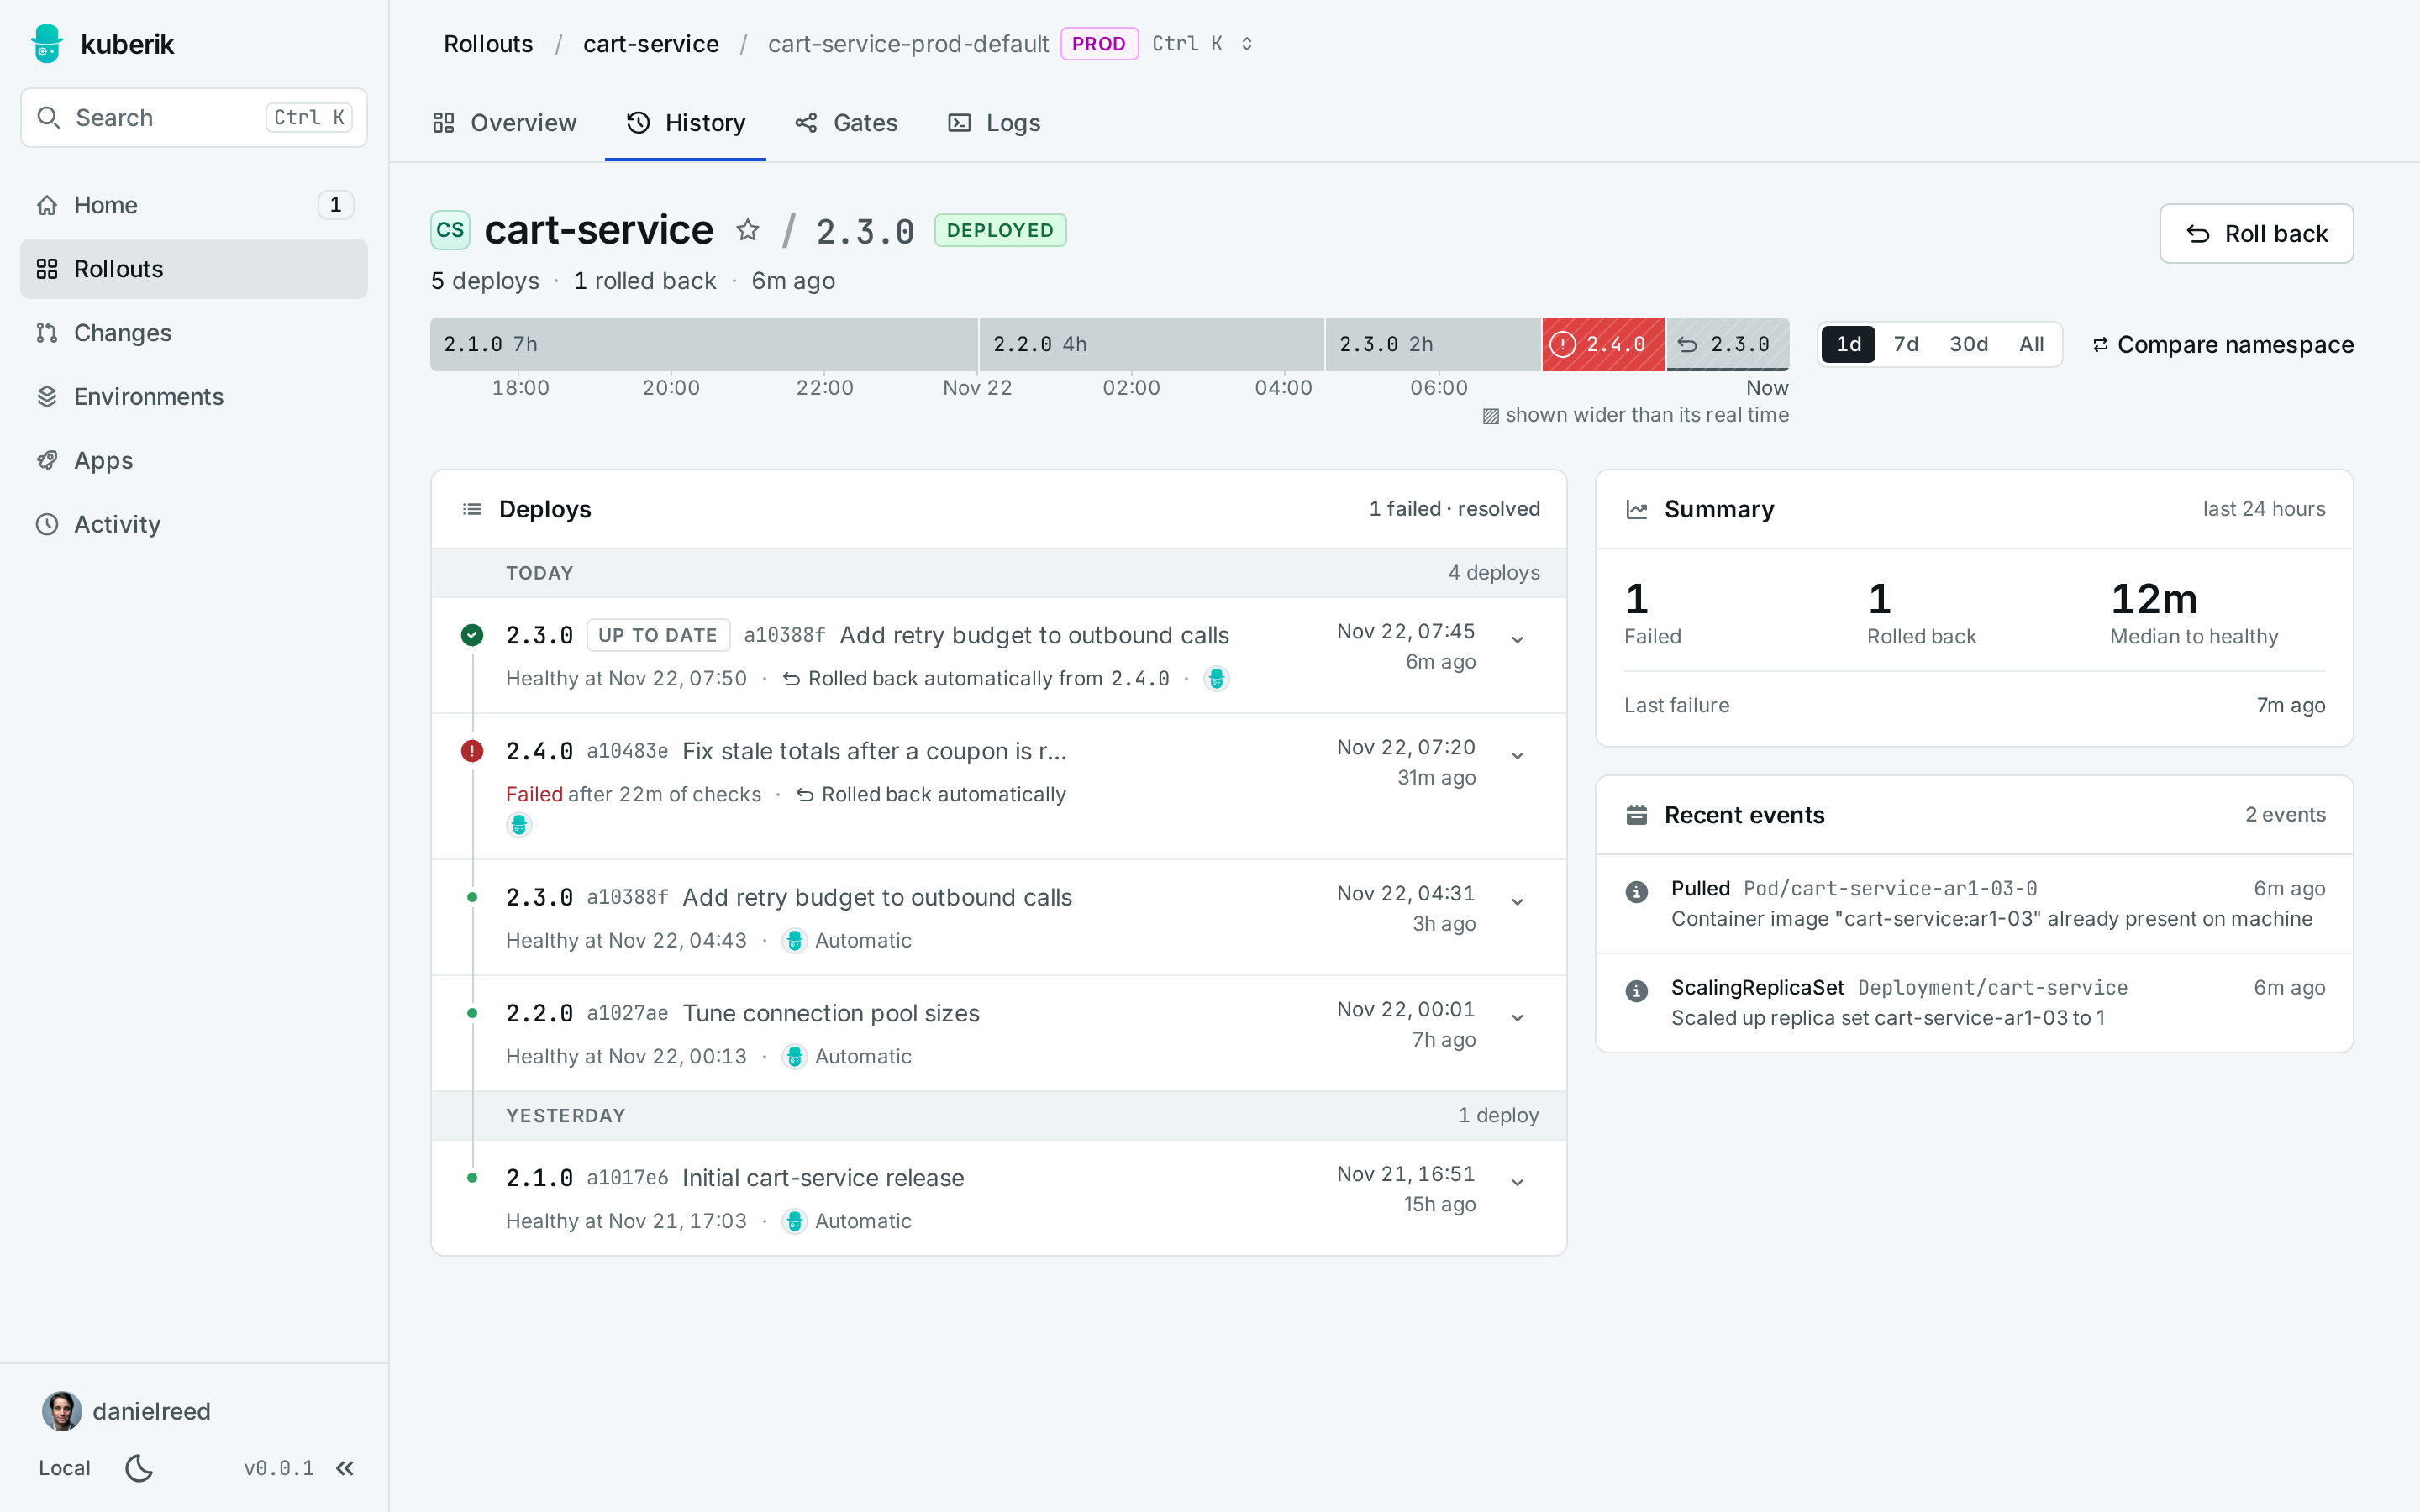 kuberik
Search Ctrl K
Home 1
Rollouts
Changes
Environments
Apps
Activity
danielreed
Local v0.0.1
Rollouts / cart-service / cart-service-prod-default PROD Ctrl K
Overview History Gates Logs
CS cart-service / 2.3.0 DEPLOYED
Roll back
5 deploys · 1 rolled back · 6m ago
2.1.0 7h 2.2.0 4h 2.3.0 2h 2.4.0 2.3.0
1d 7d 30d All
Compare namespace
18:00 20:00 22:00 Nov 22 02:00 04:00 06:00 Now
shown wider than its real time
Deploys 1 failed · resolved
TODAY 4 deploys
2.3.0 UP TO DATE a10388f Add retry budget to outbound calls Nov 22, 07:45
6m ago
Healthy at Nov 22, 07:50 · Rolled back automatically from 2.4.0 ·
2.4.0 a10483e Fix stale totals after a coupon is r... Nov 22, 07:20
31m ago
Failed after 22m of checks · Rolled back automatically
2.3.0 a10388f Add retry budget to outbound calls Nov 22, 04:31
3h ago
Healthy at Nov 22, 04:43 · Automatic
2.2.0 a1027ae Tune connection pool sizes Nov 22, 00:01
7h ago
Healthy at Nov 22, 00:13 · Automatic
YESTERDAY 1 deploy
2.1.0 a1017e6 Initial cart-service release Nov 21, 16:51
15h ago
Healthy at Nov 21, 17:03 · Automatic
Summary last 24 hours
1 1 12m
Failed Rolled back Median to healthy
Last failure 7m ago
Recent events 2 events
Pulled Pod/cart-service-ar1-03-0 6m ago
Container image "cart-service:ar1-03" already present on machine
ScalingReplicaSet Deployment/cart-service 6m ago
Scaled up replica set cart-service-ar1-03 to 1